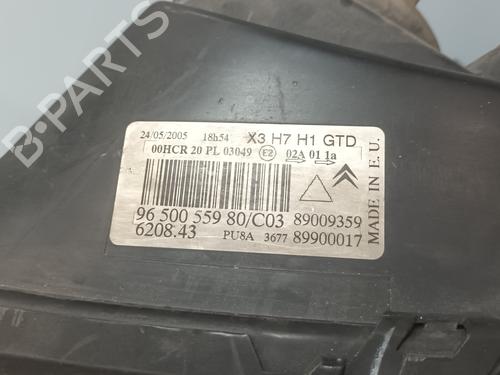 B-PARTS
24/05/2005 18h54 X3 H7 H1 GTD
00HCR 20 PL 03049 E2 02A 01 1a
96 500 559 80/C03 89009359
6208.43 PU8A 3677 89900017
MADE IN E.U.